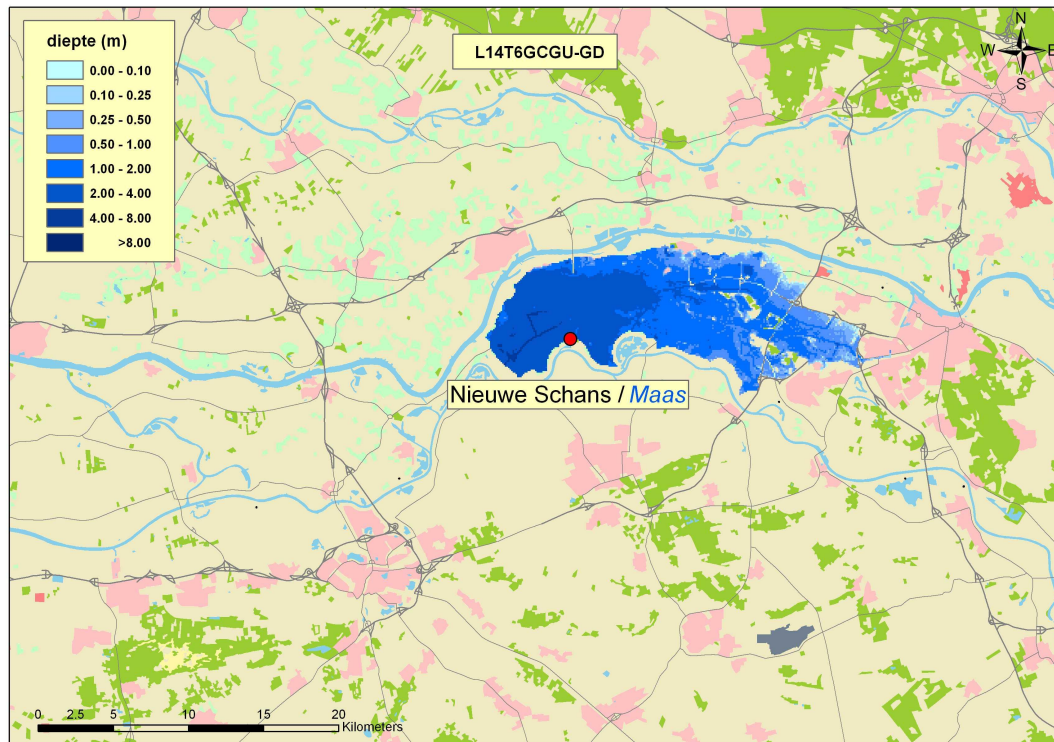 diepte (m)
0.00 - 0.10
0.10 - 0.25
0.25 - 0.50
0.50 - 1.00
1.00 - 2.00
2.00 - 4.00
4.00 - 8.00
>8.00
L14T6GCGU-GD
N
W E
S
Nieuwe Schans / Maas
0 2.5 5 10 15 20
Kilometers